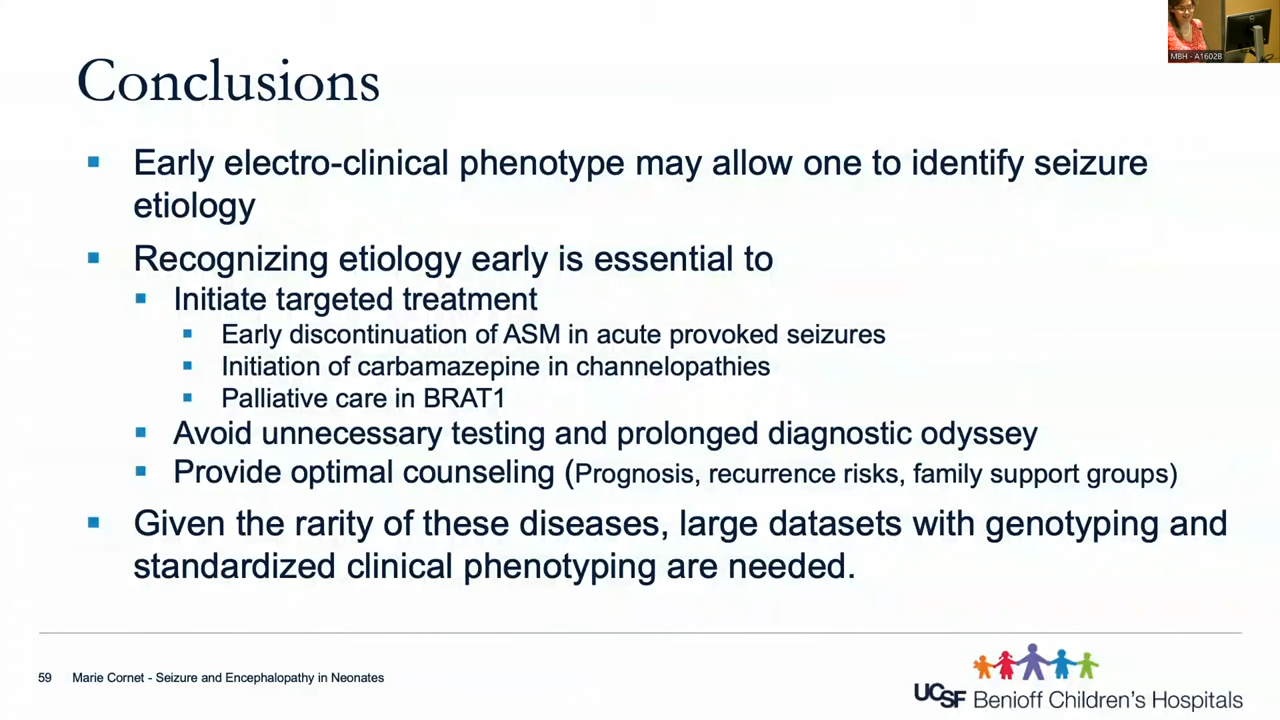 MBH - A1602B
Conclusions
Early electro-clinical phenotype may allow one to identify seizure
etiology
Recognizing etiology early is essential to
Initiate targeted treatment
Early discontinuation of ASM in acute provoked seizures
Initiation of carbamazepine in channelopathies
Palliative care in BRAT1
Avoid unnecessary testing and prolonged diagnostic odyssey
Provide optimal counseling (Prognosis, recurrence risks, family support groups)
Given the rarity of these diseases, large datasets with genotyping and
standardized clinical phenotyping are needed.
59 Marie Cornet - Seizure and Encephalopathy in Neonates
UCSF Benioff Children's Hospitals